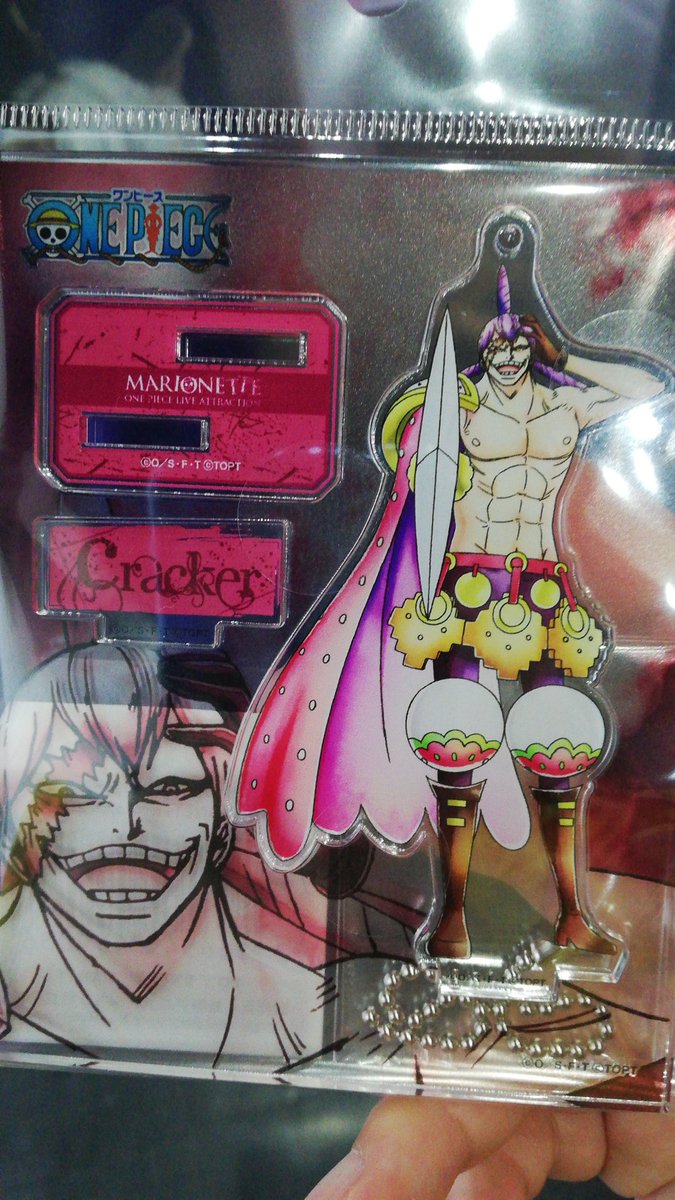 ワンピース
ONE PIECE
MARIONETTE
ONE PIECE LIVE ATTRACTION
©O/S・F・T ©TOPT
Cracker
©O/S・F・T ©TOPT